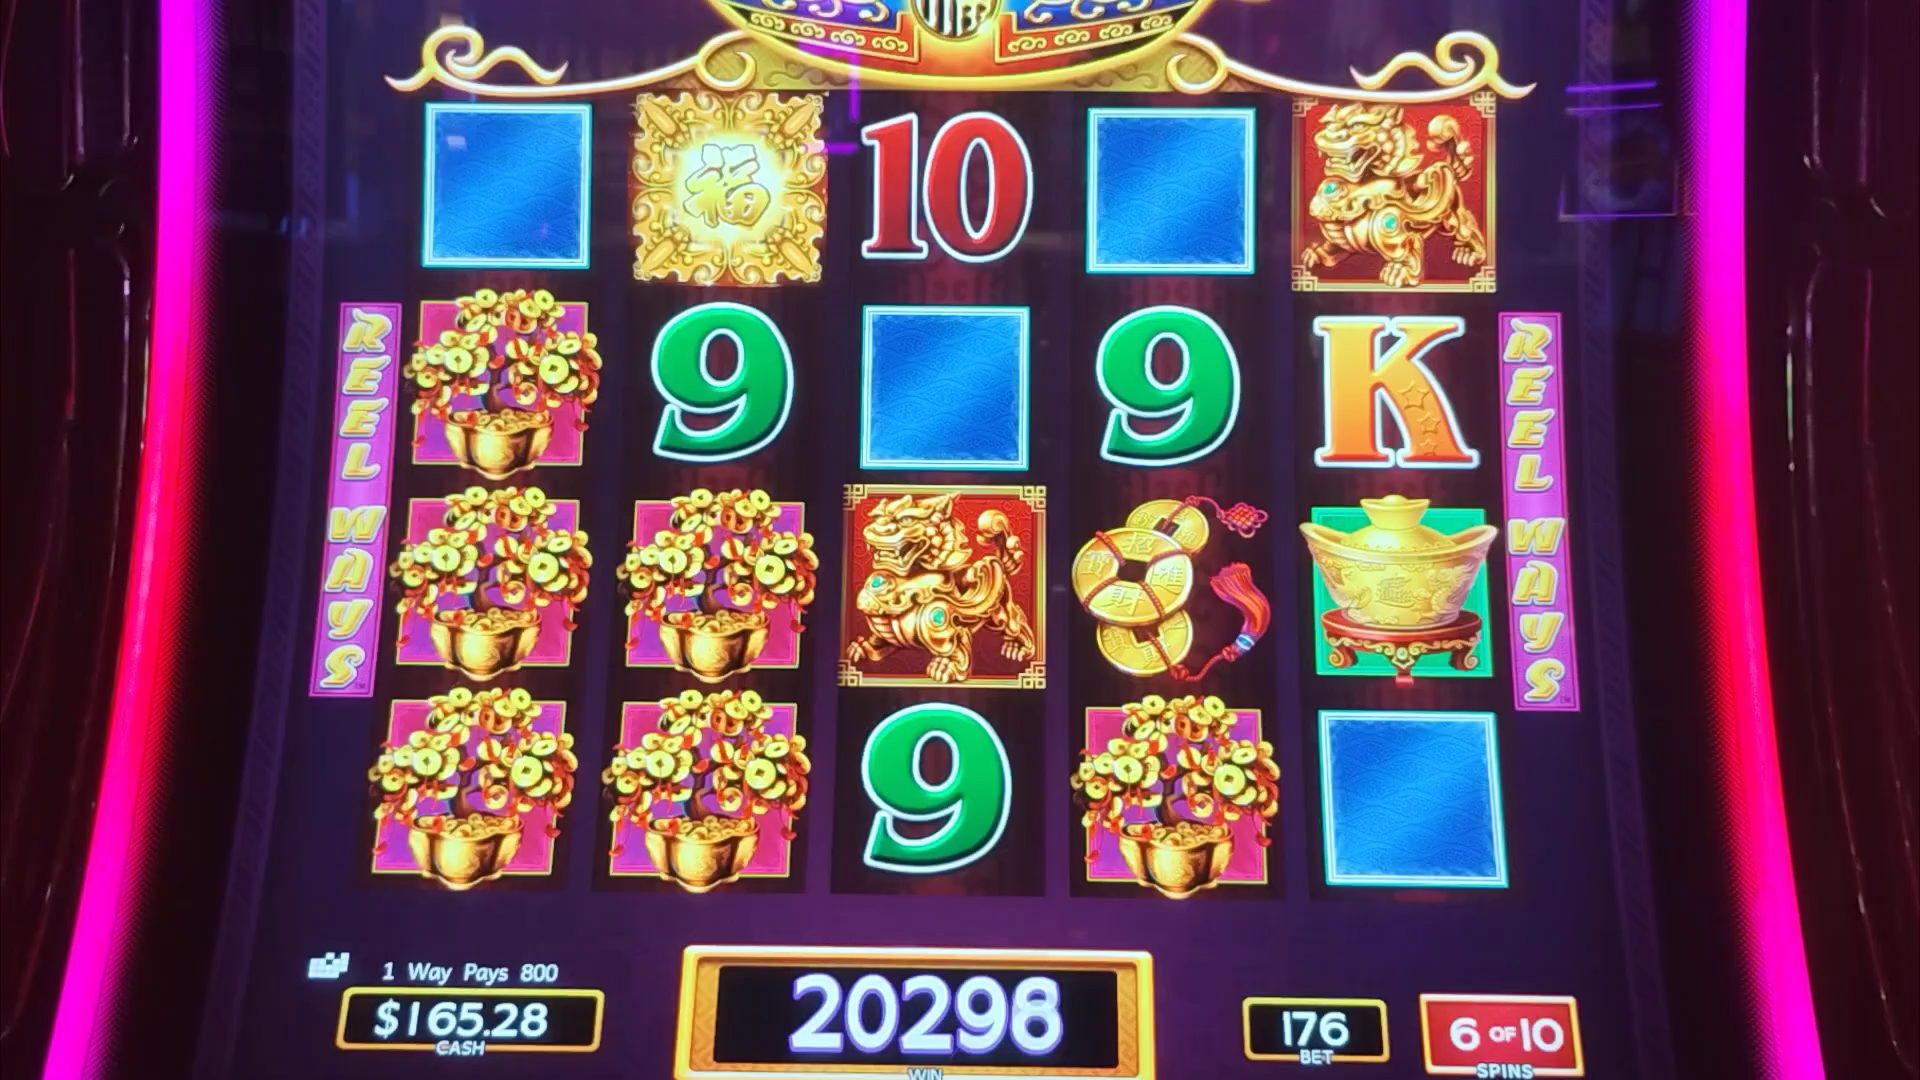 福
10
9
9
K
9
REEL WAYS
REEL WAYS
1 Way Pays 800
$165.28
CASH
20298
WIN
176
BET
6 OF 10
SPINS